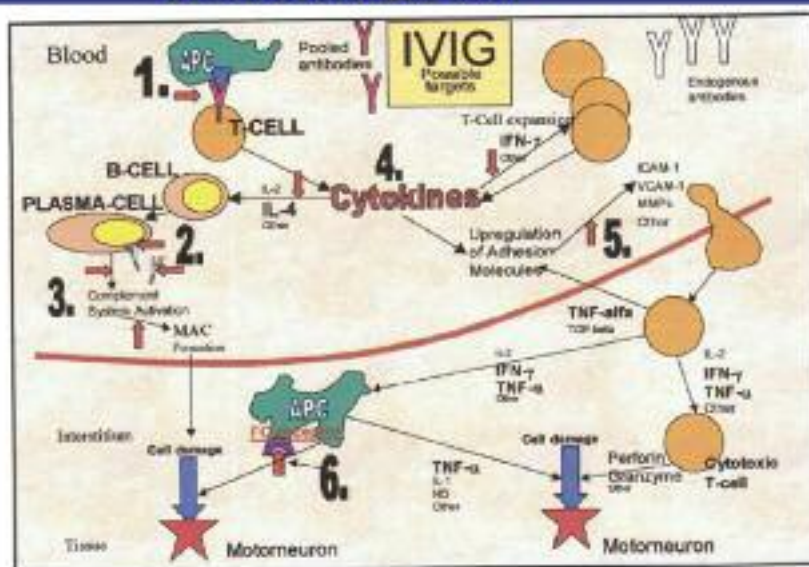 Blood
APC
1.
T-CELL
Pooled
antibodies
IVIG
Possible
targets
Endogenous
antibodies
T-Cell expansion
IFN-γ
Other
4.
Cytokines
B-CELL
IL-2
IL-4
Other
PLASMA-CELL
2.
3.
Complement
System Activation
MAC
Formation
Upregulation
of Adhesion
Molecules
5.
ICAM-1
VCAM-1
MMPs
Other
TNF-alfa
TGF-beta
IL-2
IFN-γ
TNF-α
Other
IL-2
IFN-γ
TNF-α
Other
APC
Interstitium
Cell damage
6.
TNF-α
IL-1
NO
Other
Cell damage
Perforin
Granzyme
Other
Cytotoxic
T-cell
Tissue
Motorneuron
Motorneuron